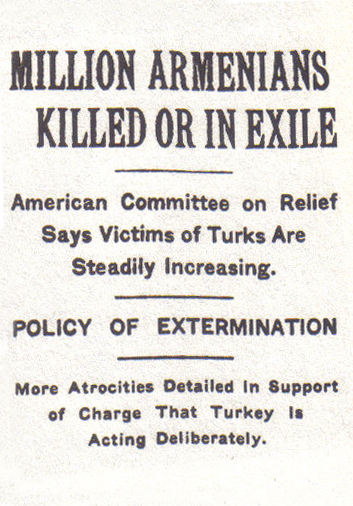 MILLION ARMENIANS
KILLED OR IN EXILE
American Committee on Relief
Says Victims of Turks Are
Steadily Increasing.
POLICY OF EXTERMINATION
More Atrocities Detailed in Support
of Charge That Turkey Is
Acting Deliberately.